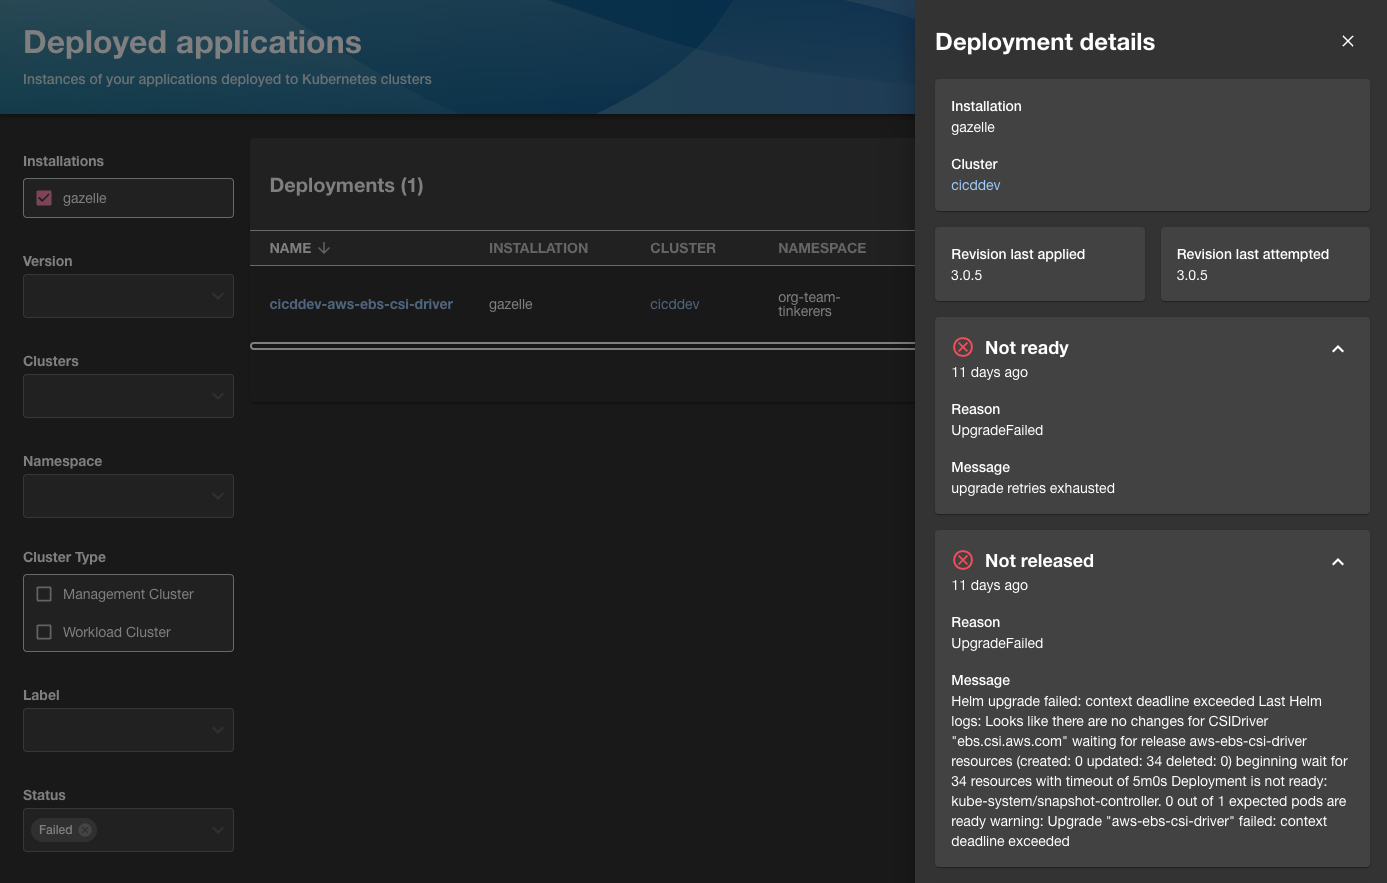 Deployed applications
Instances of your applications deployed to Kubernetes clusters
Installations
gazelle
Version
Clusters
Namespace
Cluster Type
Management Cluster
Workload Cluster
Label
Status
Failed
Deployments (1)
NAME INSTALLATION CLUSTER NAMESPACE
cicddev-aws-ebs-csi-driver gazelle cicddev org-team-
tinkerers
Deployment details
Installation
gazelle
Cluster
cicddev
Revision last applied
3.0.5
Revision last attempted
3.0.5
Not ready
11 days ago
Reason
UpgradeFailed
Message
upgrade retries exhausted
Not released
11 days ago
Reason
UpgradeFailed
Message
Helm upgrade failed: context deadline exceeded Last Helm
logs: Looks like there are no changes for CSIDriver
"ebs.csi.aws.com" waiting for release aws-ebs-csi-driver
resources (created: 0 updated: 34 deleted: 0) beginning wait for
34 resources with timeout of 5m0s Deployment is not ready:
kube-system/snapshot-controller. 0 out of 1 expected pods are
ready warning: Upgrade "aws-ebs-csi-driver" failed: context
deadline exceeded